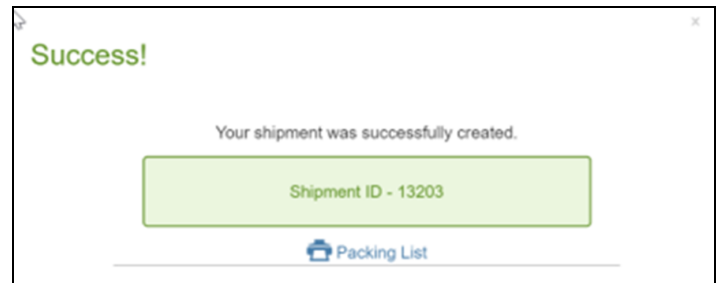 Success!
Your shipment was successfully created.
Shipment ID - 13203
Packing List